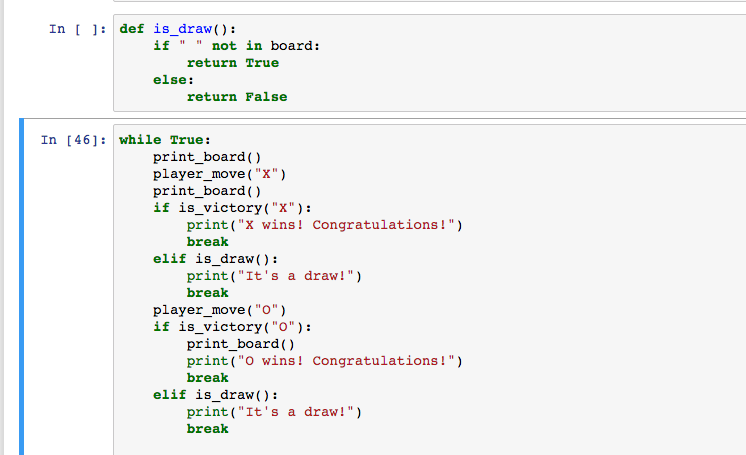 In [ ]: def is_draw():
    if " " not in board:
        return True
    else:
        return False
In [46]: while True:
    print_board()
    player_move("X")
    print_board()
    if is_victory("X"):
        print("X wins! Congratulations!")
        break
    elif is_draw():
        print("It's a draw!")
        break
    player_move("O")
    if is_victory("O"):
        print_board()
        print("O wins! Congratulations!")
        break
    elif is_draw():
        print("It's a draw!")
        break